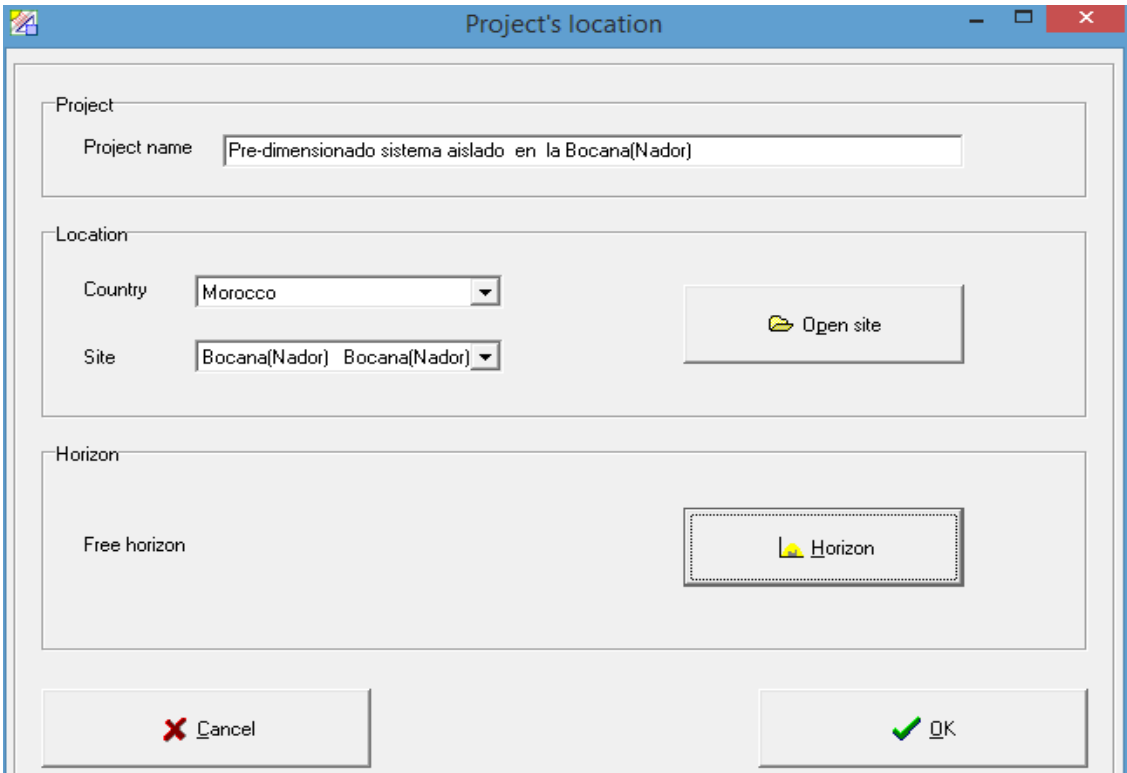 Project's location
Project
Project name Pre-dimensionado sistema aislado en la Bocana(Nador)
Location
Country Morocco
Open site
Site Bocana(Nador) Bocana(Nador)
Horizon
Free horizon Horizon
Cancel OK